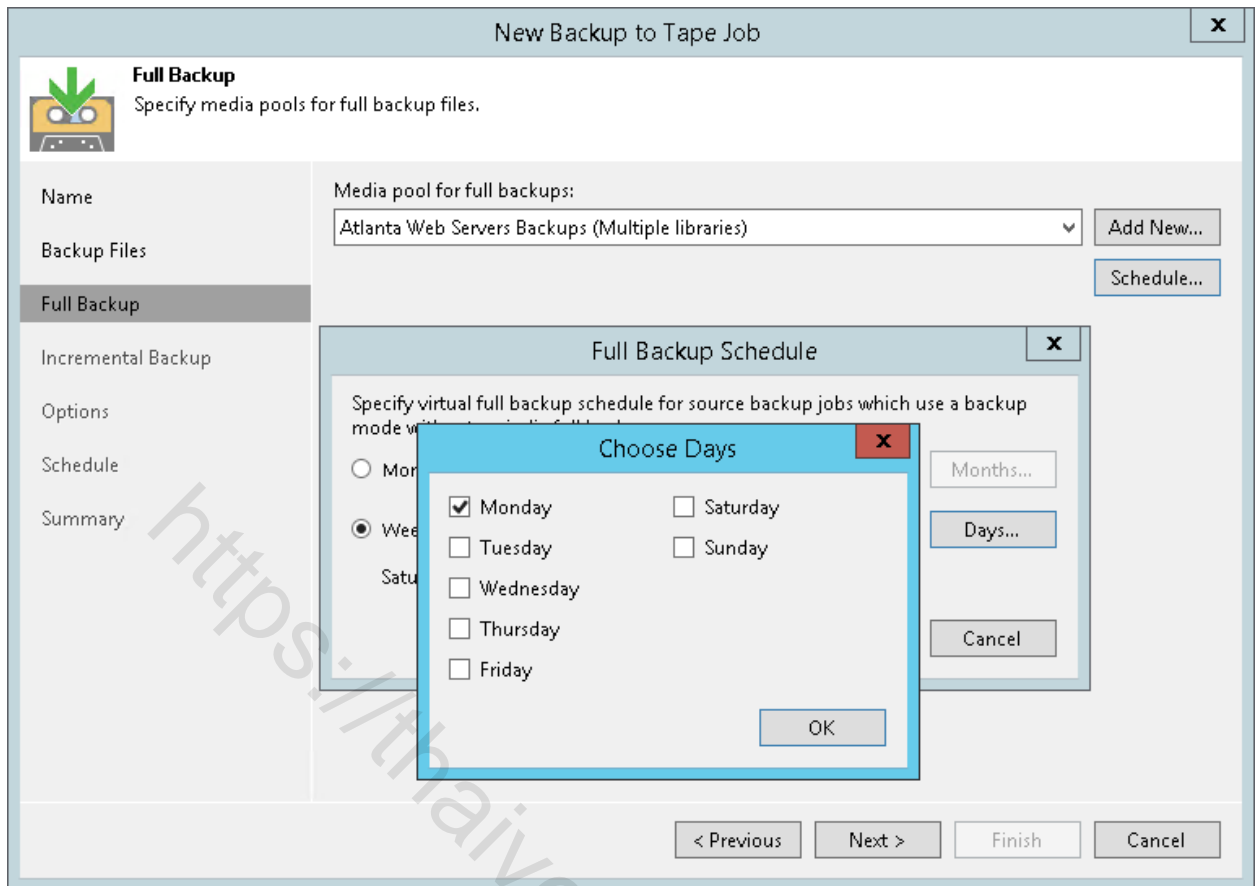 New Backup to Tape Job
X
Full Backup
Specify media pools for full backup files.
Name
Backup Files
Full Backup
Incremental Backup
Options
Schedule
Summary
Media pool for full backups:
Atlanta Web Servers Backups (Multiple libraries)
Add New...
Schedule...
Full Backup Schedule
X
Specify virtual full backup schedule for source backup jobs which use a backup
mode
Months...
Days...
Cancel
Choose Days
X
Monday
Tuesday
Wednesday
Thursday
Friday
Saturday
Sunday
OK
< Previous
Next >
Finish
Cancel